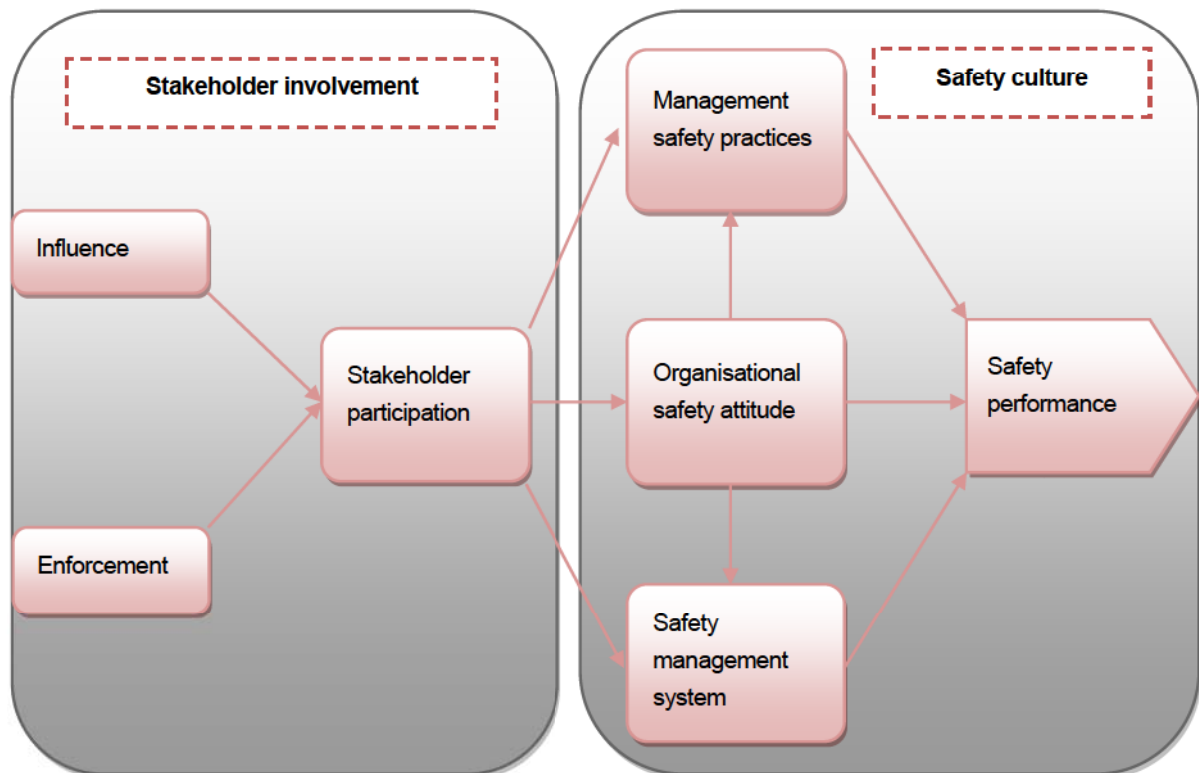 Stakeholder involvement
Safety culture
Management
safety practices
Influence
Stakeholder
participation
Organisational
safety attitude
Safety
performance
Enforcement
Safety
management
system